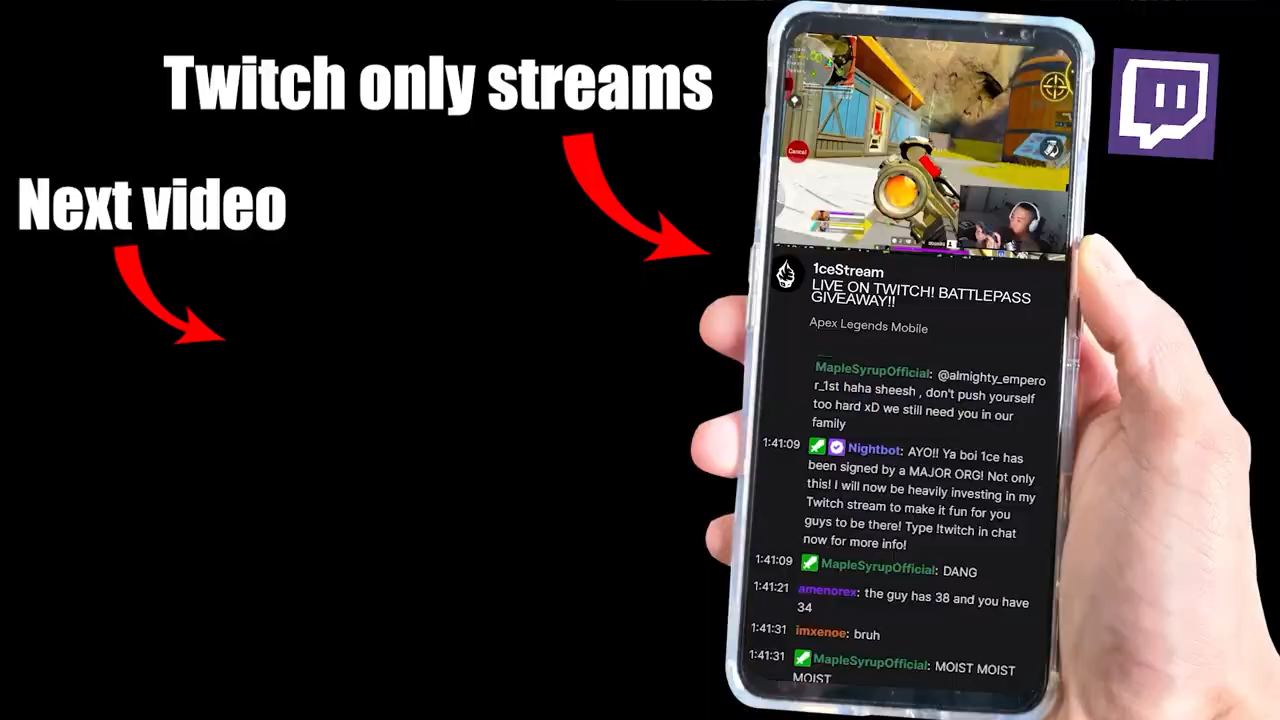 Twitch only streams
Next video
Cancel
1ceStream
LIVE ON TWITCH! BATTLEPASS
GIVEAWAY!!
Apex Legends Mobile
MapleSyrupOfficial: @almighty_empero
r_1st haha sheesh , don't push yourself
too hard xD we still need you in our
family
1:41:09 Nightbot: AYO!! Ya boi 1ce has
been signed by a MAJOR ORG! Not only
this! I will now be heavily investing in my
Twitch stream to make it fun for you
guys to be there! Type !twitch in chat
now for more info!
1:41:09 MapleSyrupOfficial: DANG
1:41:21 amenorex: the guy has 38 and you have
34
1:41:31 imxenoe: bruh
1:41:31 MapleSyrupOfficial: MOIST MOIST
MOIST